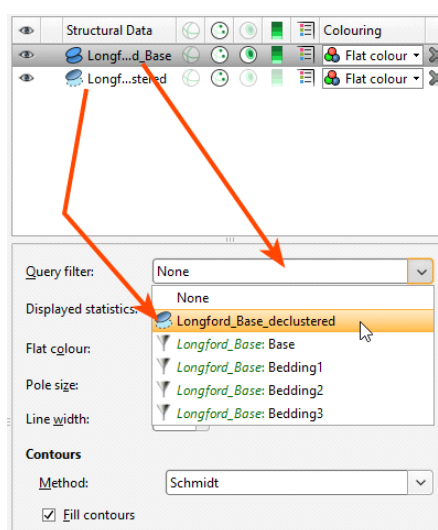 Structural Data Colouring
Longf...d_Base Flat colour
Longf...stered Flat colour
Query filter: None
None
Displayed statistics:
Longford_Base_declustered
Flat colour:
Longford_Base: Base
Longford_Base: Bedding1
Pole size:
Longford_Base: Bedding2
Line width:
Longford_Base: Bedding3
Contours
Method: Schmidt
Fill contours